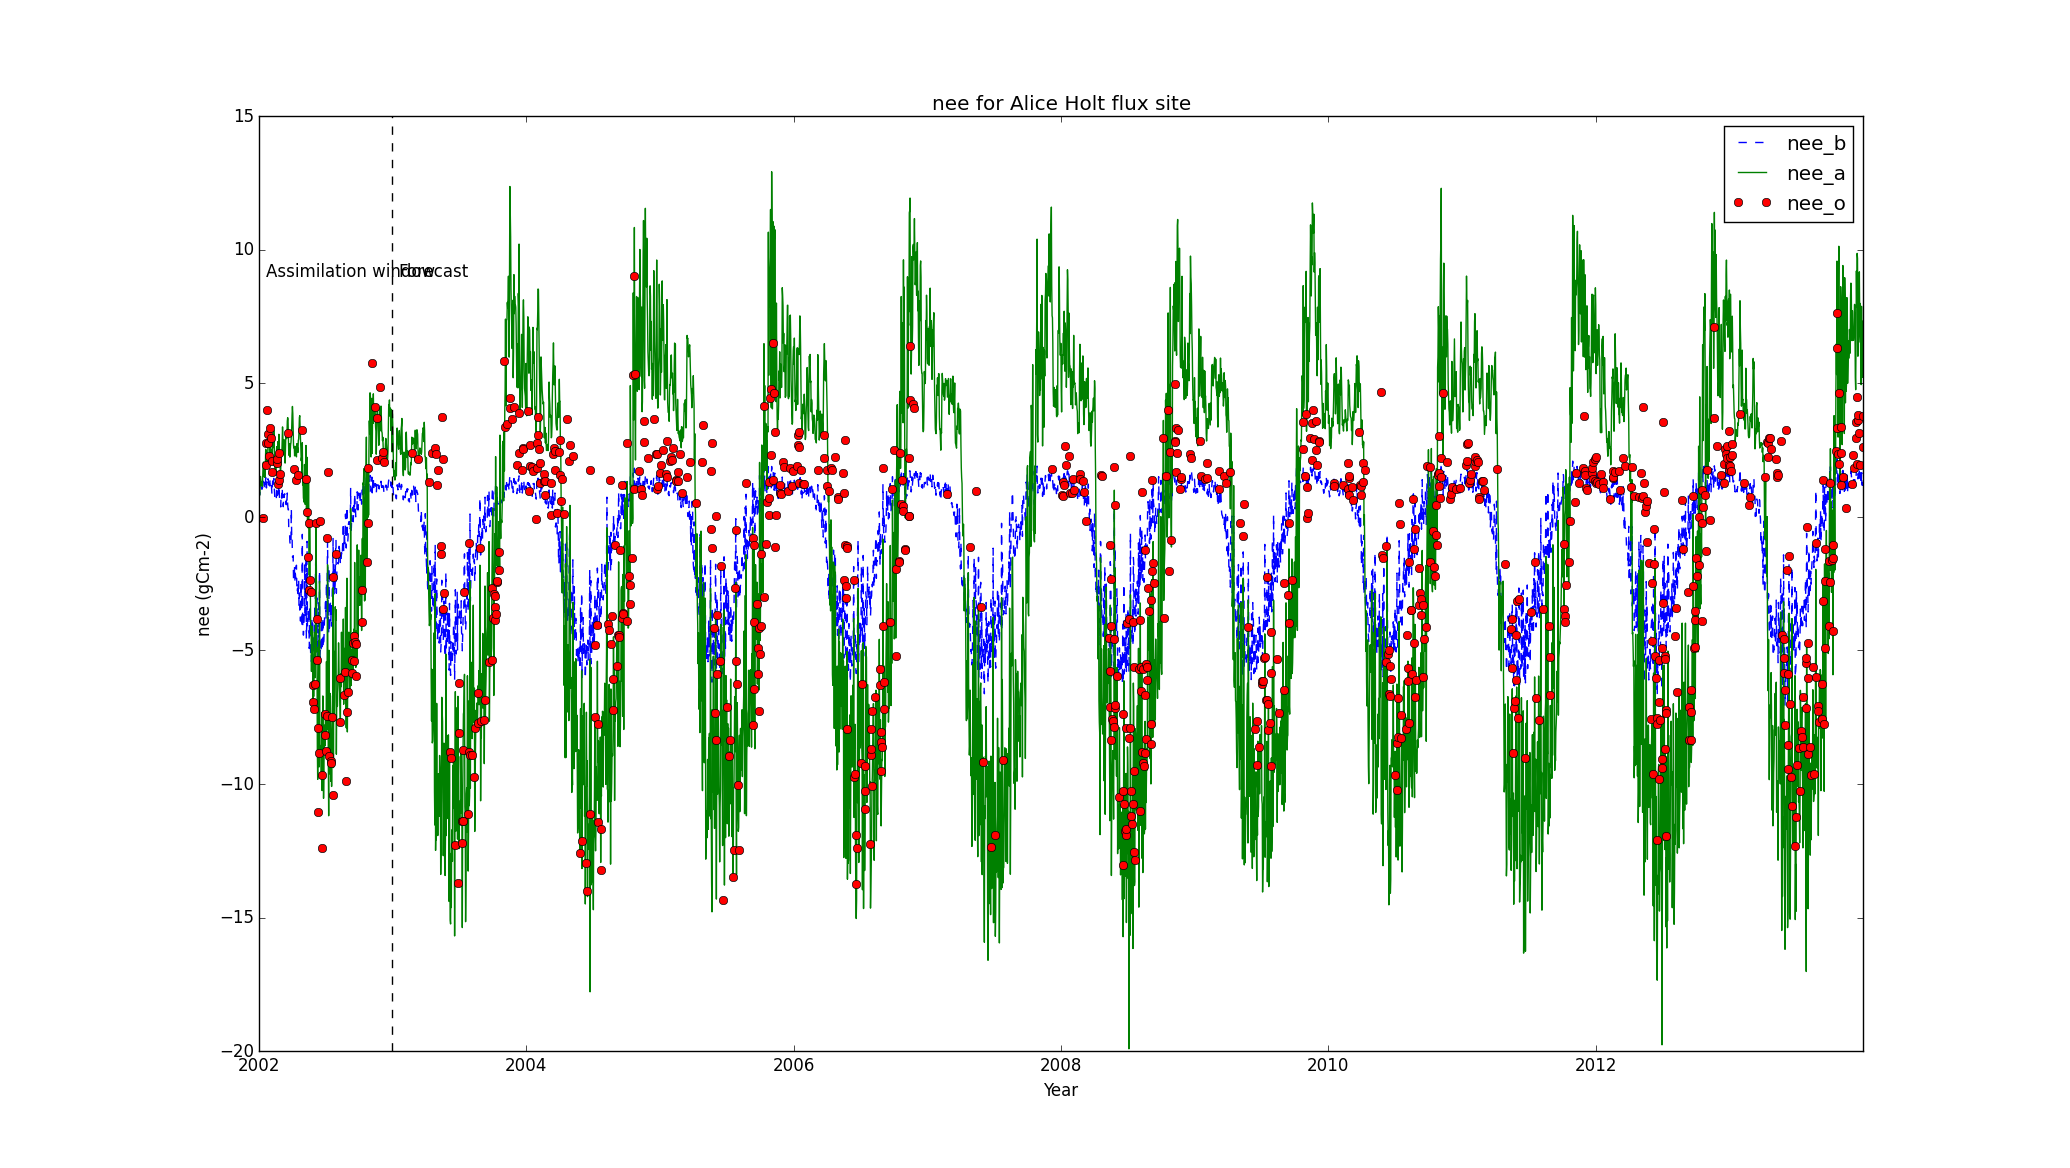 nee for Alice Holt flux site
15
10
5
0
−5
−10
−15
−20
nee (gCm-2)
Assimilation window
Forecast
nee_b
nee_a
nee_o
2002
2004
2006
2008
2010
2012
Year